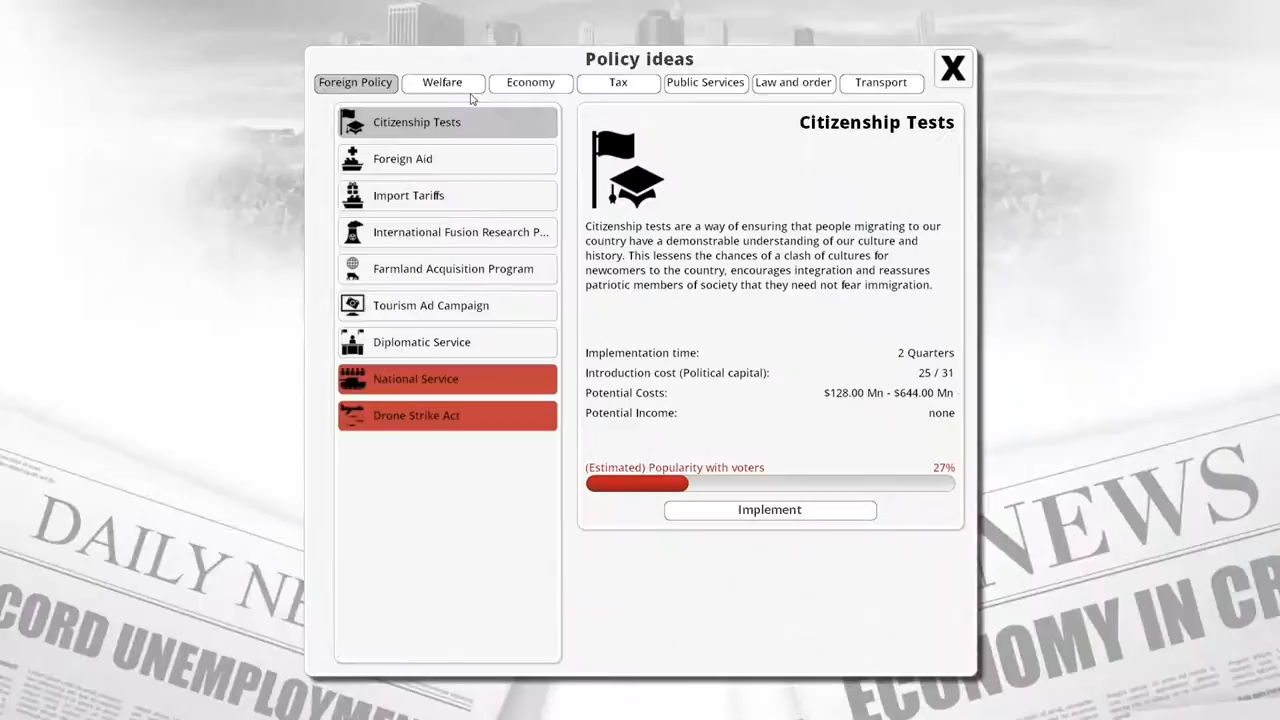 Policy ideas
X
Foreign Policy
Welfare
Economy
Tax
Public Services
Law and order
Transport
Citizenship Tests
Foreign Aid
Import Tariffs
International Fusion Research P...
Farmland Acquisition Program
Tourism Ad Campaign
Diplomatic Service
National Service
Drone Strike Act
Citizenship Tests
Citizenship tests are a way of ensuring that people migrating to our
country have a demonstrable understanding of our culture and
history. This lessens the chances of a clash of cultures for
newcomers to the country, encourages integration and reassures
patriotic members of society that they need not fear immigration.
Implementation time: 2 Quarters
Introduction cost (Political capital): 25 / 31
Potential Costs: $128.00 Mn - $644.00 Mn
Potential Income: none
(Estimated) Popularity with voters 27%
Implement
DAILY NE
CORD UNEMPLOYM
NEWS
ECONOMY IN CR